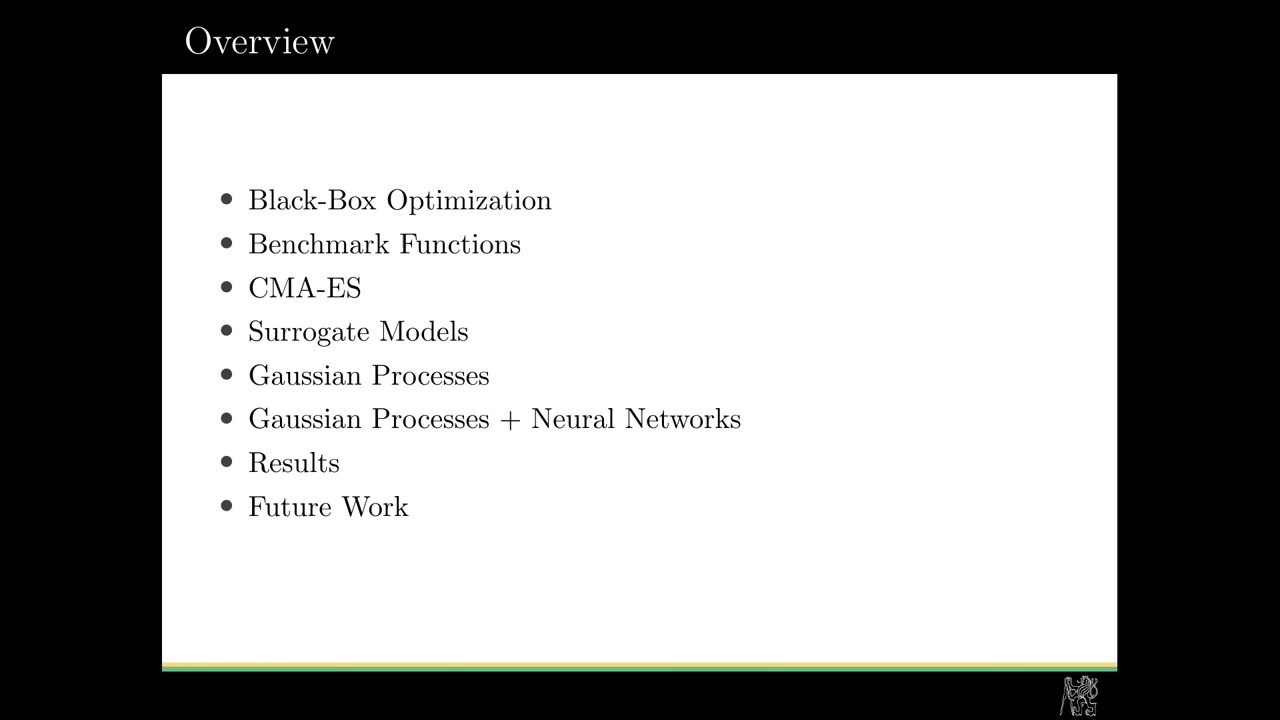 Overview
• Black-Box Optimization
• Benchmark Functions
• CMA-ES
• Surrogate Models
• Gaussian Processes
• Gaussian Processes + Neural Networks
• Results
• Future Work